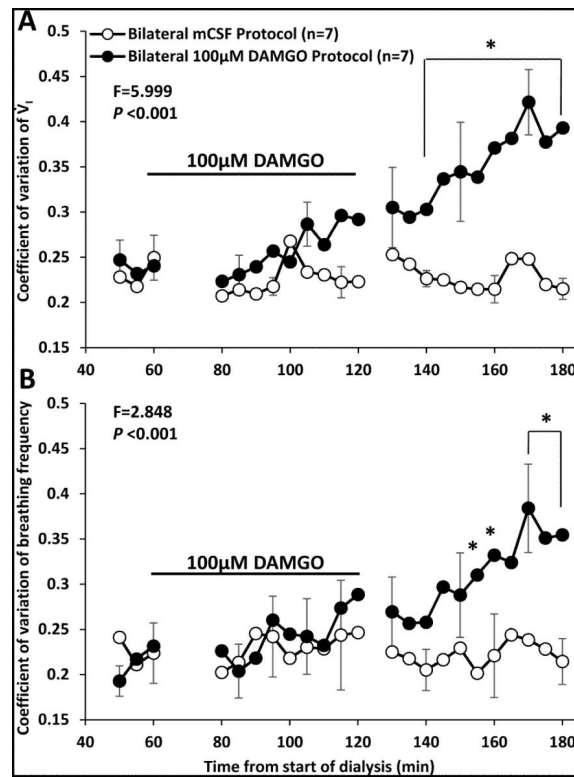 A
Bilateral mCSF Protocol (n=7)
Bilateral 100μM DAMGO Protocol (n=7)
Coefficient of variation of V̇I
0.5
0.45
0.4
0.35
0.3
0.25
0.2
0.15
F=5.999
P <0.001
100μM DAMGO
*
40 60 80 100 120 140 160 180
B
Coefficient of variation of breathing frequency
0.5
0.45
0.4
0.35
0.3
0.25
0.2
0.15
F=2.848
P <0.001
100μM DAMGO
*
* *
40 60 80 100 120 140 160 180
Time from start of dialysis (min)